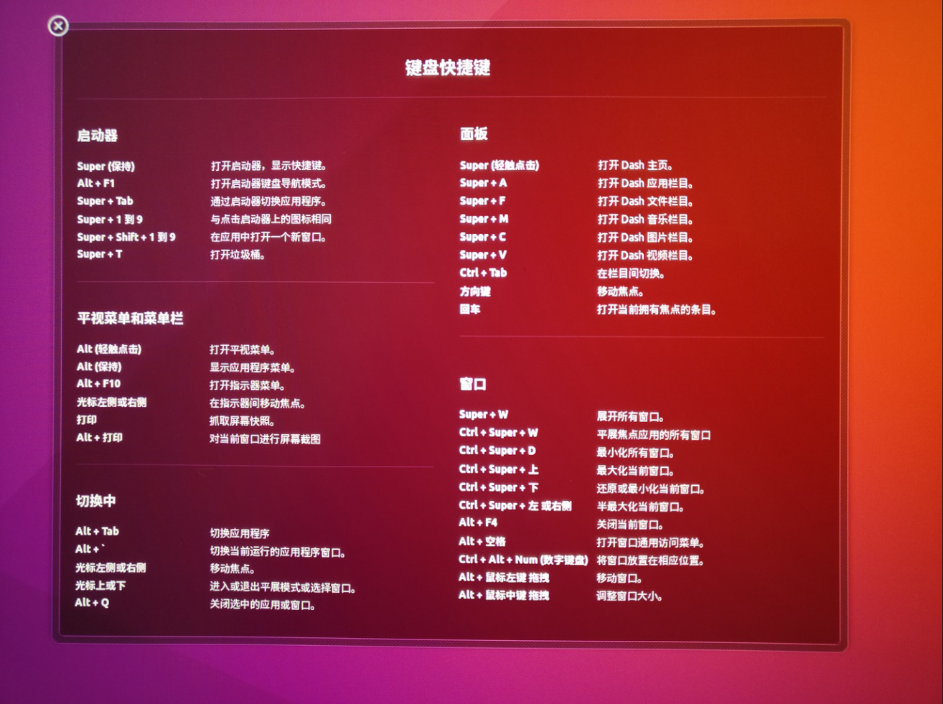 键盘快捷键
启动器
Super (保持) 打开启动器，显示快捷键。
Alt + F1 打开启动器键盘导航模式。
Super + Tab 通过启动器切换应用程序。
Super + 1 到 9 与点击启动器上的图标相同
Super + Shift + 1 到 9 在应用中打开一个新窗口。
Super + T 打开垃圾桶。
平视菜单和菜单栏
Alt (轻触点击) 打开平视菜单。
Alt (保持) 显示应用程序菜单。
Alt + F10 打开指示器菜单。
光标左侧或右侧 在指示器间移动焦点。
打印 抓取屏幕快照。
Alt + 打印 对当前窗口进行屏幕截图
切换中
Alt + Tab 切换应用程序
Alt + ` 切换当前运行的应用程序窗口。
光标左侧或右侧 移动焦点。
光标上或下 进入或退出平展模式或选择窗口。
Alt + Q 关闭选中的应用或窗口。
面板
Super (轻触点击) 打开 Dash 主页。
Super + A 打开 Dash 应用栏目。
Super + F 打开 Dash 文件栏目。
Super + M 打开 Dash 音乐栏目。
Super + C 打开 Dash 图片栏目。
Super + V 打开 Dash 视频栏目。
Ctrl + Tab 在栏目间切换。
方向键 移动焦点。
回车 打开当前拥有焦点的条目。
窗口
Super + W 展开所有窗口。
Ctrl + Super + W 平展焦点应用的所有窗口
Ctrl + Super + D 最小化所有窗口。
Ctrl + Super + 上 最大化当前窗口。
Ctrl + Super + 下 还原或最小化当前窗口。
Ctrl + Super + 左 或右侧 半最大化当前窗口。
Alt + F4 关闭当前窗口。
Alt + 空格 打开窗口通用访问菜单。
Ctrl + Alt + Num (数字键盘) 将窗口放置在相应位置。
Alt + 鼠标左键 拖拽 移动窗口。
Alt + 鼠标中键 拖拽 调整窗口大小。